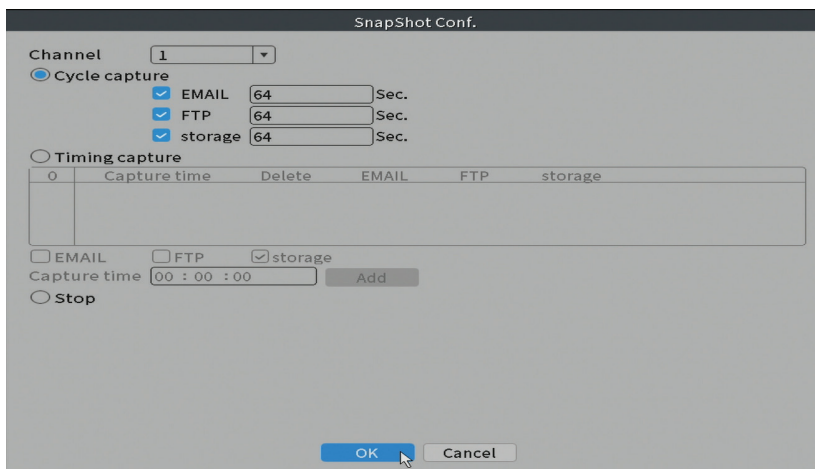 SnapShot Conf.
Channel 1
Cycle capture
EMAIL 64 Sec.
FTP 64 Sec.
storage 64 Sec.
Timing capture
0 Capture time Delete EMAIL FTP storage
EMAIL FTP storage
Capture time 00 : 00 : 00 Add
Stop
OK Cancel